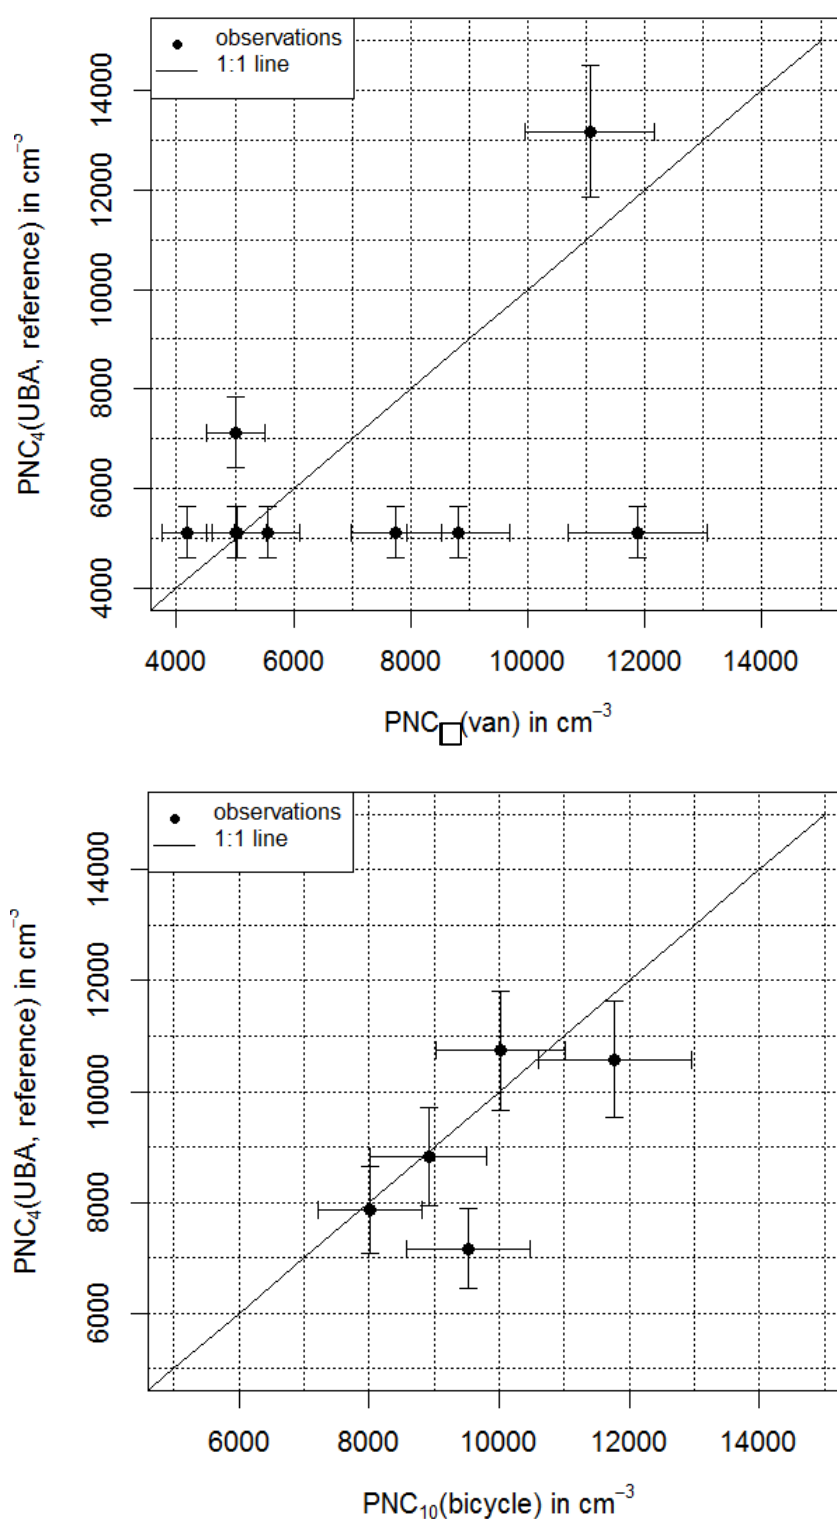 observations
1:1 line
PNC₄(UBA, reference) in cm⁻³
14000
12000
10000
8000
6000
4000
4000 6000 8000 10000 12000 14000
PNC□(van) in cm⁻³
observations
1:1 line
PNC₄(UBA, reference) in cm⁻³
14000
12000
10000
8000
6000
6000 8000 10000 12000 14000
PNC₁₀(bicycle) in cm⁻³